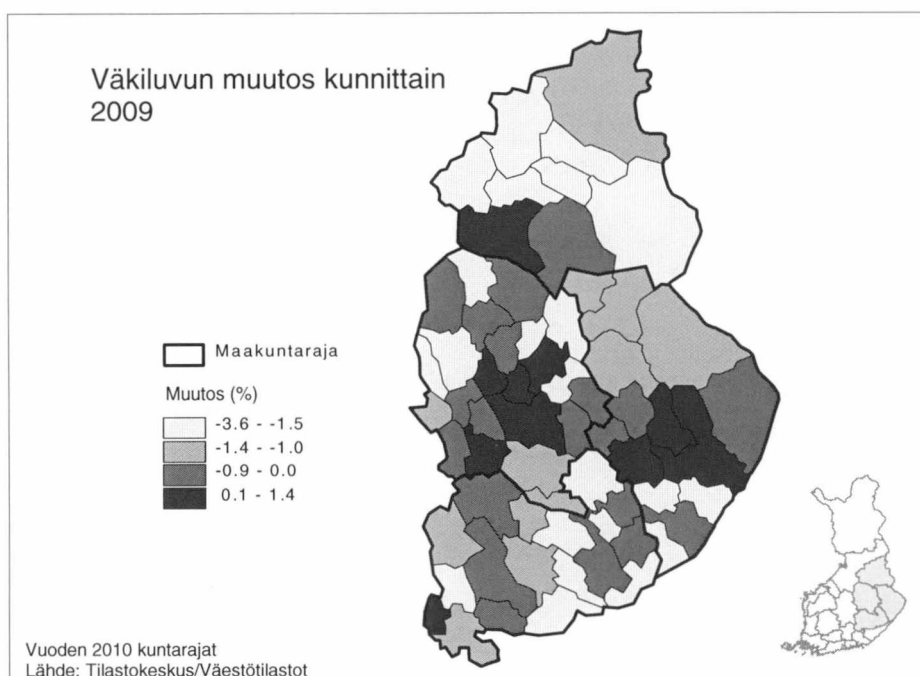 Väkiluvun muutos kunnittain
2009
Maakuntaraja
Muutos (%)
-3.6 - -1.5
-1.4 - -1.0
-0.9 - 0.0
0.1 - 1.4
Vuoden 2010 kuntarajat
Lähde: Tilastokeskus/Väestötilastot